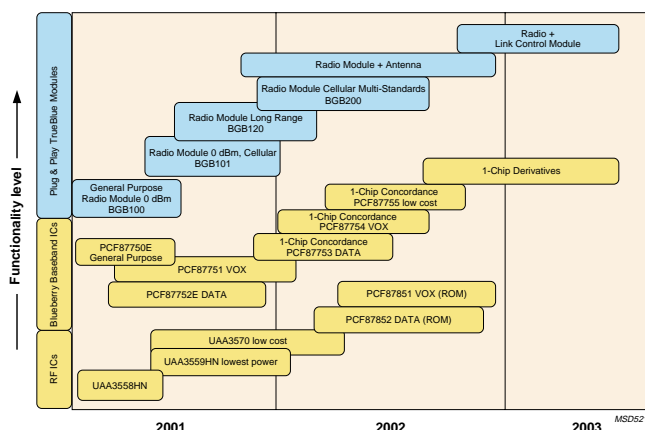 Radio +
Link Control Module
Radio Module + Antenna
Radio Module Cellular Multi-Standards
BGB200
Radio Module Long Range
BGB120
Radio Module 0 dBm, Cellular
BGB101
General Purpose
Radio Module 0 dBm
BGB100
Plug & Play TrueBlue Modules
1-Chip Derivatives
1-Chip Concordance
PCF87755 low cost
1-Chip Concordance
PCF87754 VOX
1-Chip Concordance
PCF87753 DATA
PCF87750E
General Purpose
PCF87751 VOX
PCF87752E DATA
PCF87851 VOX (ROM)
PCF87852 DATA (ROM)
Blueberry Baseband ICs
UAA3570 low cost
UAA3559HN lowest power
UAA3558HN
RF ICs
Functionality level
2001
2002
2003
MSD52